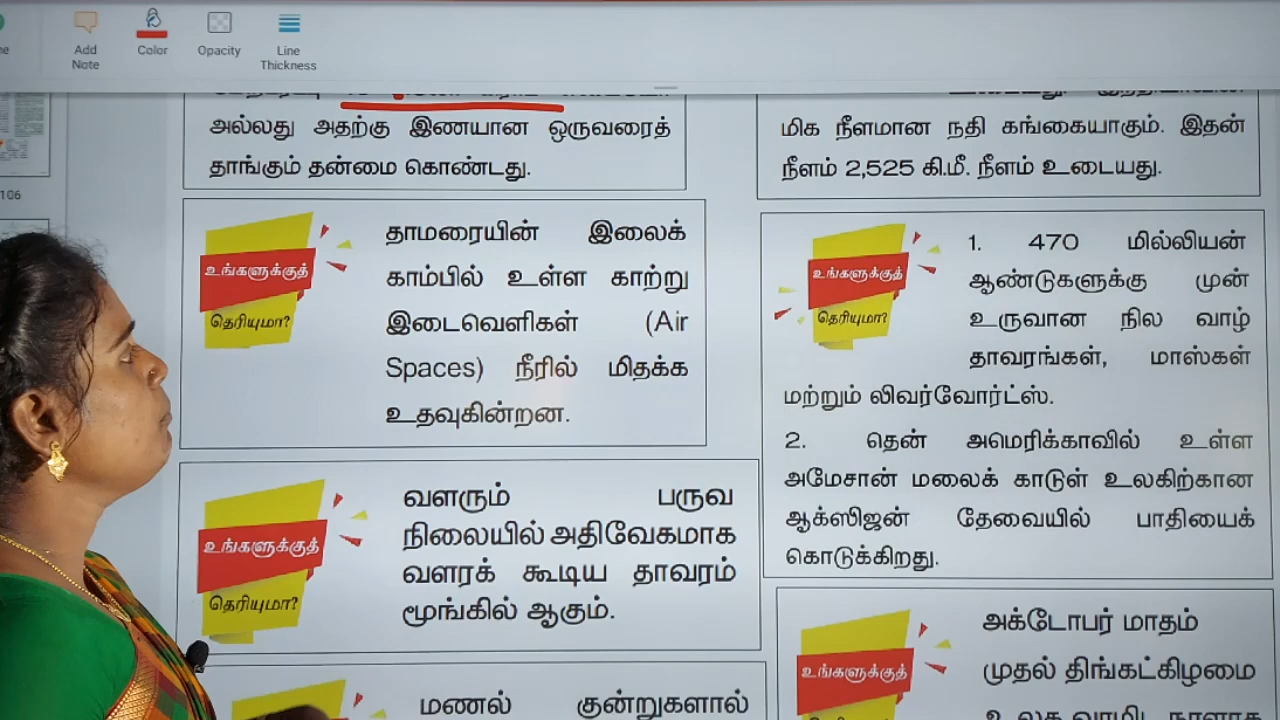 Add
Note
Color
Opacity
Line
Thickness
106
அல்லது அதற்கு இணயான ஒருவரைத்
தாங்கும் தன்மை கொண்டது.
உங்களுக்குத்
தெரியுமா?
தாமரையின் இலைக்
காம்பில் உள்ள காற்று
இடைவெளிகள் (Air
Spaces) நீரில் மிதக்க
உதவுகின்றன.
உங்களுக்குத்
தெரியுமா?
வளரும் பருவ
நிலையில் அதிவேகமாக
வளரக் கூடிய தாவரம்
மூங்கில் ஆகும்.
மணல் குன்றுகளால்
மிக நீளமான நதி கங்கையாகும். இதன்
நீளம் 2,525 கி.மீ. நீளம் உடையது.
உங்களுக்குத்
தெரியுமா?
1. 470 மில்லியன்
ஆண்டுகளுக்கு முன்
உருவான நில வாழ்
தாவரங்கள், மாஸ்கள்
மற்றும் லிவர்வோர்ட்ஸ்.
2. தென் அமெரிக்காவில் உள்ள
அமேசான் மலைக் காடுள் உலகிற்கான
ஆக்ஸிஜன் தேவையில் பாதியைக்
கொடுக்கிறது.
உங்களுக்குத்
அக்டோபர் மாதம்
முதல் திங்கட்கிழமை